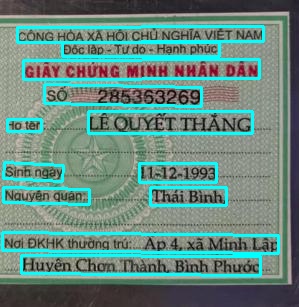 CỘNG HÒA XÃ HỘI CHỦ NGHĨA VIỆT NAM
Độc lập - Tự do - Hạnh phúc
GIẤY CHỨNG MINH NHÂN DÂN
SỐ 285363269
Họ tên LÊ QUYẾT THẮNG
Sinh ngày 11-12-1993
Nguyên quán: Thái Bình
Nơi ĐKHK thường trú: Ap 4, xã Minh Lập
Huyện Chơn Thành, Bình Phước